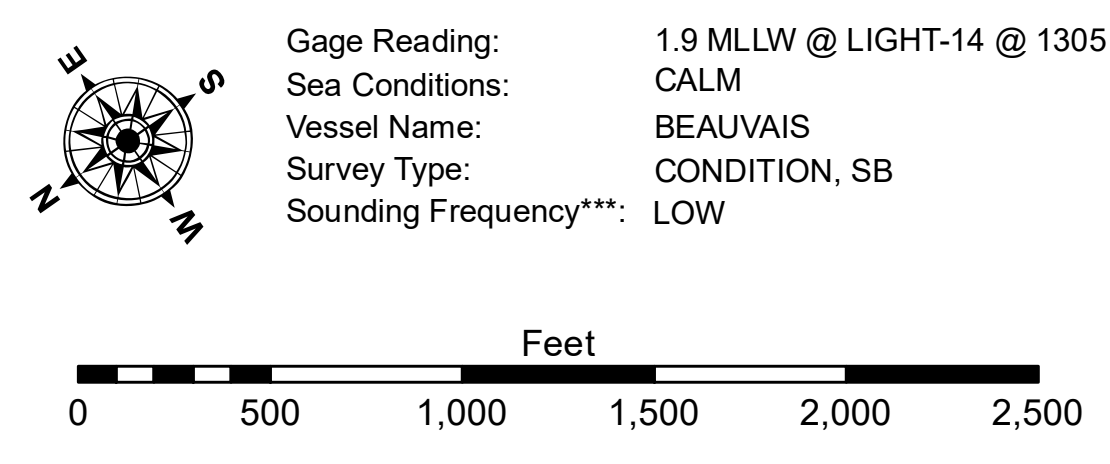 E
S
N
W
Gage Reading: 1.9 MLLW @ LIGHT-14 @ 1305
Sea Conditions: CALM
Vessel Name: BEAUVAIS
Survey Type: CONDITION, SB
Sounding Frequency***: LOW
Feet
0 500 1,000 1,500 2,000 2,500